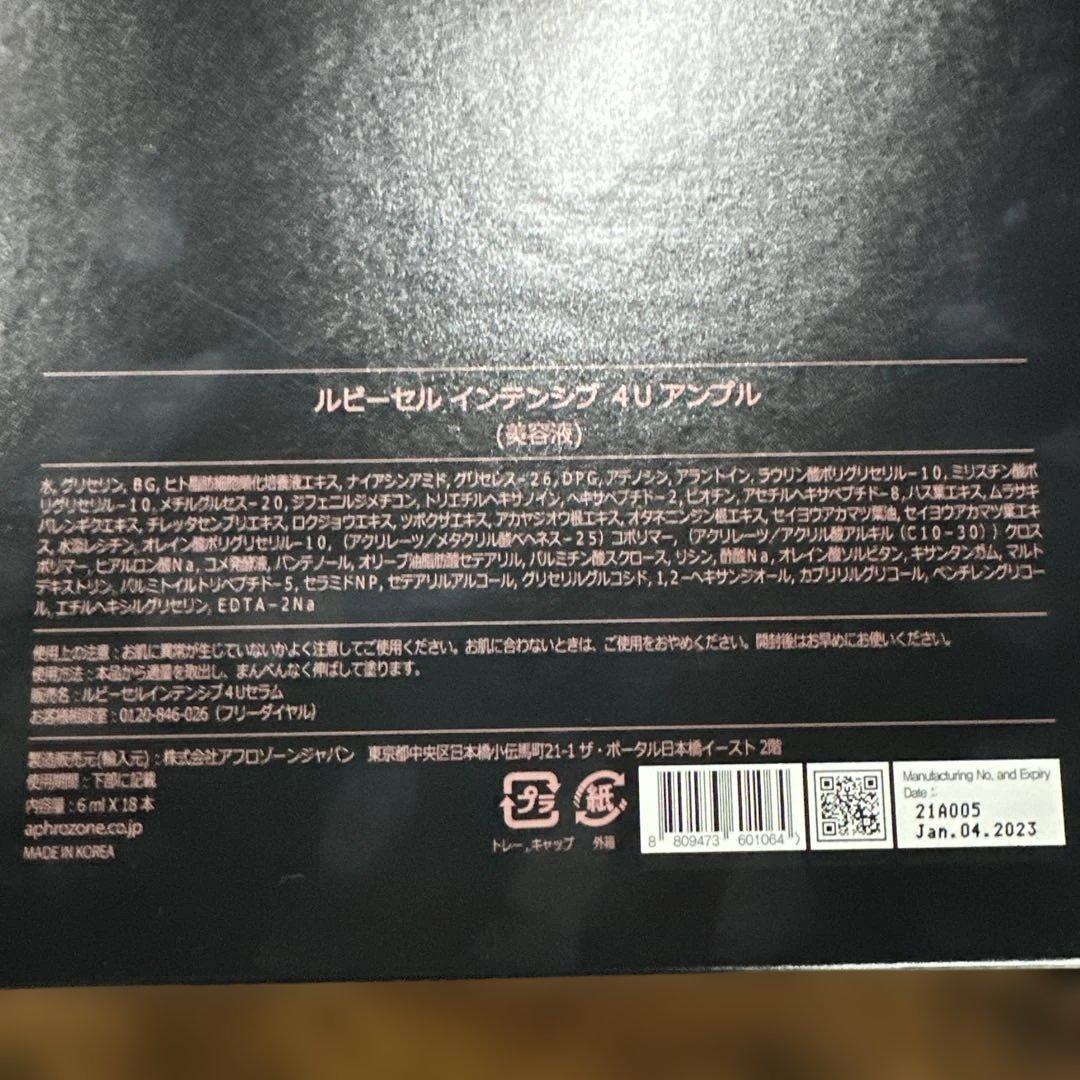 ルビーセル インテンシブ 4U アンプル
(美容液)
水, グリセリン, BG, ヒト脂肪細胞順化培養液エキス, ナイアシンアミド, グリセレス-26, DPG, アデノシン, アラントイン, ラウリン酸ポリグリセリル-10, ミリスチン酸ポ
リグリセリル-10, メチルグルセス-20, ジフェニルジメチコン, トリエチルヘキサノイン, ヘキサペプチド-2, ビオチン, アセチルヘキサペプチド-8, ハス葉エキス, ムラサキ
バレンギクエキス, チレッタセンブリエキス, ロクジョウエキス, ツボクサエキス, アカヤジオウ根エキス, オタネニンジン根エキス, セイヨウアカマツ葉油, セイヨウアカマツ葉エキ
ス, 水添レシチン, オレイン酸ポリグリセリル-10, (アクリレーツ/メタクリル酸ベヘネス-25) コポリマー, (アクリレーツ/アクリル酸アルキル (C10-30)) クロス
ポリマー, ヒアルロン酸Na, コメ発酵液, パンテノール, オリーブ油脂肪酸セテアリル, パルミチン酸スクロース, リシン, 酢酸Na, オレイン酸ソルビタン, キサンタンガム, マルト
デキストリン, パルミトイルトリペプチド-5, セラミドNP, セテアリルアルコール, グリセリルグルコシド, 1,2-ヘキサンジオール, カプリリルグリコール, ペンチレングリコー
ル, エチルヘキシルグリセリン, EDTA-2Na
使用上の注意：お肌に異常が生じていないかよく注意してご使用ください。お肌に合わないときは、ご使用をおやめください。開封後はお早めにお使いください。
使用方法：本品から適量を取出し、まんべんなく伸ばして塗ります。
販売名：ルビーセルインテンシブ4Uセラム
お客様相談室：0120-846-026 (フリーダイヤル)
製造販売元(輸入元)：株式会社アフロゾーンジャパン 東京都中央区日本橋小伝馬町21-1 ザ・ポータル日本橋イースト 2階
使用期間：下部に記載
内容量：6 ml X 18 本
aphrozone.co.jp
MADE IN KOREA
プラ
トレー, キャップ
紙
外箱
8 809473 601064
Manufacturing No, and Expiry
Date :
21A005
Jan.04.2023